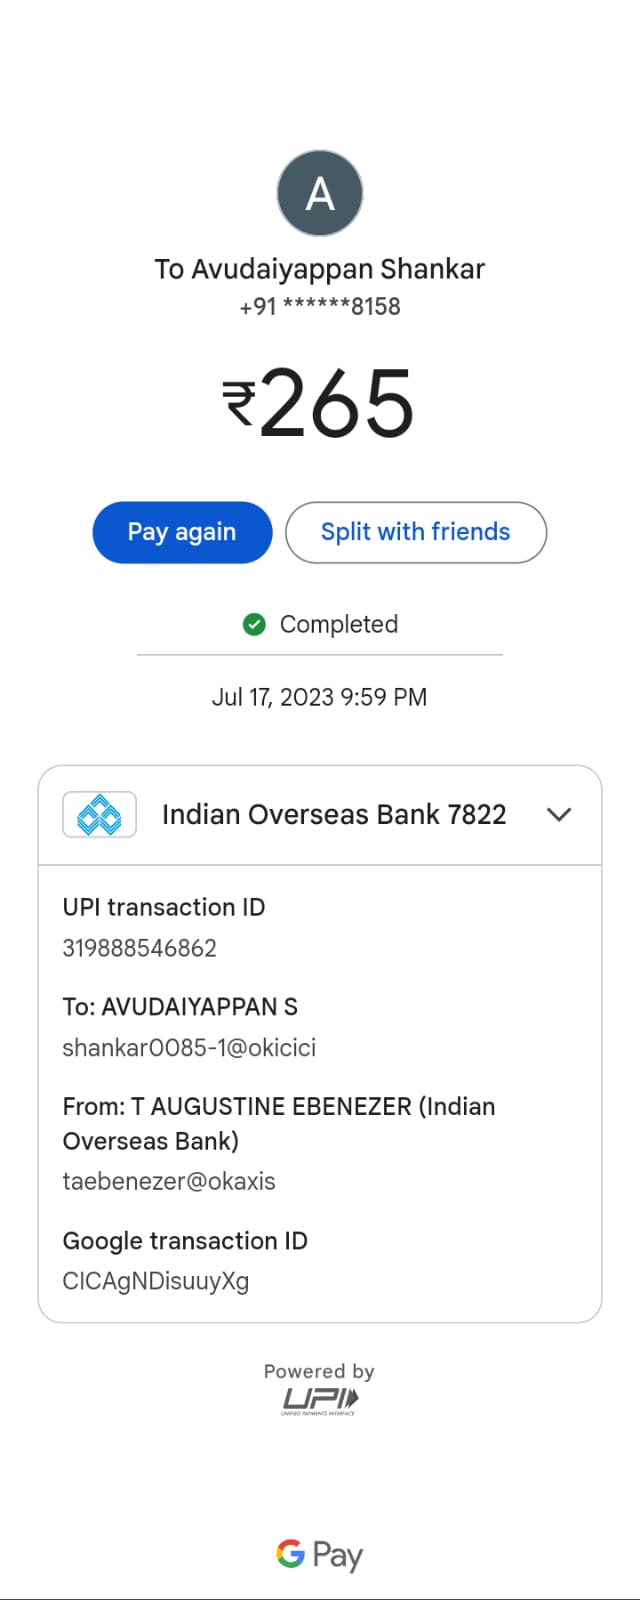 A
To Avudaiyappan Shankar
+91 ******8158
₹265
Pay again
Split with friends
Completed
Jul 17, 2023 9:59 PM
Indian Overseas Bank 7822
UPI transaction ID
319888546862
To: AVUDAIYAPPAN S
shankar0085-1@okicici
From: T AUGUSTINE EBENEZER (Indian
Overseas Bank)
taebenezer@okaxis
Google transaction ID
CICAgNDisuuyXg
Powered by
UPI
UNIFIED PAYMENTS INTERFACE
G Pay